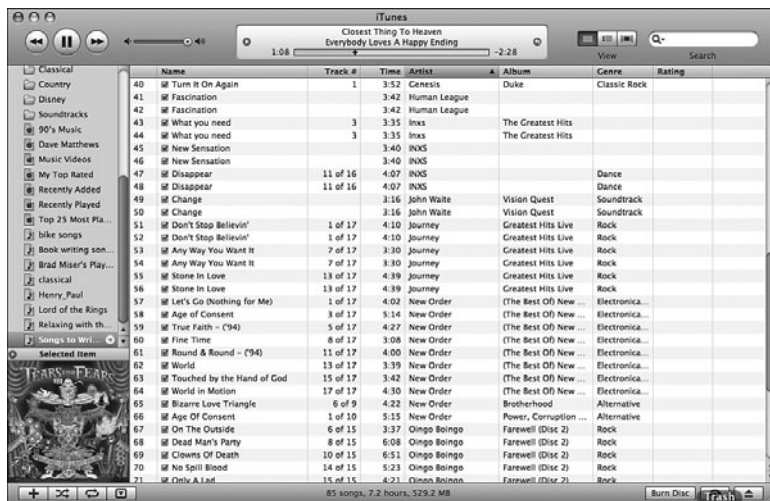 iTunes
Closest Thing To Heaven
Everybody Loves A Happy Ending
1:08 -2:28
View Search
Classical
Country
Disney
Soundtracks
90's Music
Dave Matthews
Music Videos
My Top Rated
Recently Added
Recently Played
Top 25 Most Pla...
bike songs
Book writing son...
Brad Miser's Play...
classical
Henry_Paul
Lord of the Rings
Relaxing with th...
Songs to Wri...
Selected Item
TEARS FOR FEARS
Name Track # Time Artist Album Genre Rating
40 Turn It On Again 1 3:52 Genesis Duke Classic Rock
41 Fascination 3:42 Human League
42 Fascination 3:42 Human League
43 What you need 3 3:35 Inxs The Greatest Hits
44 What you need 3 3:35 Inxs The Greatest Hits
45 New Sensation 3:40 INXS
46 New Sensation 3:40 INXS
47 Disappear 11 of 16 4:07 INXS Dance
48 Disappear 11 of 16 4:07 INXS Dance
49 Change 3:16 John Waite Vision Quest Soundtrack
50 Change 3:16 John Waite Vision Quest Soundtrack
51 Don't Stop Believin' 1 of 17 4:10 Journey Greatest Hits Live Rock
52 Don't Stop Believin' 1 of 17 4:10 Journey Greatest Hits Live Rock
53 Any Way You Want It 7 of 17 3:30 Journey Greatest Hits Live Rock
54 Any Way You Want It 7 of 17 3:30 Journey Greatest Hits Live Rock
55 Stone In Love 13 of 17 4:39 Journey Greatest Hits Live Rock
56 Stone In Love 13 of 17 4:39 Journey Greatest Hits Live Rock
57 Let's Go (Nothing for Me) 1 of 17 4:02 New Order (The Best Of) New ... Electronica...
58 Age of Consent 3 of 17 5:14 New Order (The Best Of) New ... Electronica...
59 True Faith - ('94) 5 of 17 4:27 New Order (The Best Of) New ... Electronica...
60 Fine Time 8 of 17 3:08 New Order (The Best Of) New ... Electronica...
61 Round & Round - ('94) 11 of 17 4:00 New Order (The Best Of) New ... Electronica...
62 World 13 of 17 3:39 New Order (The Best Of) New ... Electronica...
63 Touched by the Hand of God 15 of 17 3:42 New Order (The Best Of) New ... Electronica...
64 World in Motion 17 of 17 4:30 New Order (The Best Of) New ... Electronica...
65 Bizarre Love Triangle 6 of 9 4:22 New Order Brotherhood Alternative
66 Age Of Consent 1 of 10 5:15 New Order Power, Corruption ... Alternative
67 On The Outside 6 of 15 3:37 Oingo Boingo Farewell (Disc 2) Rock
68 Dead Man's Party 8 of 15 6:08 Oingo Boingo Farewell (Disc 2) Rock
69 Clowns Of Death 10 of 15 6:51 Oingo Boingo Farewell (Disc 2) Rock
70 No Spill Blood 14 of 15 5:23 Oingo Boingo Farewell (Disc 2) Rock
71 Only A Lad 15 of 15 4:21 Oingo Boingo Farewell (Disc 2) Rock
85 songs, 7.2 hours, 529.2 MB
Burn Disc
Trash